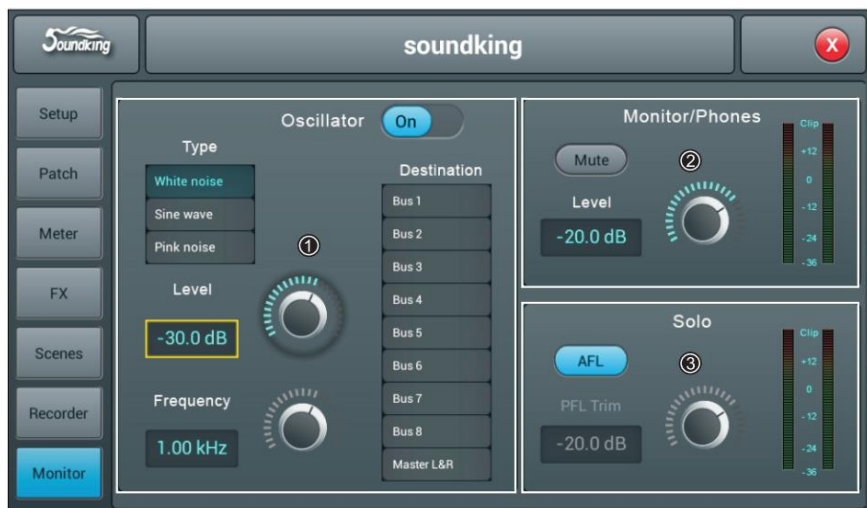 Soundking
soundking
X
Setup
Patch
Meter
FX
Scenes
Recorder
Monitor
Oscillator
On
Type
White noise
Sine wave
Pink noise
①
Level
-30.0 dB
Frequency
1.00 kHz
Destination
Bus 1
Bus 2
Bus 3
Bus 4
Bus 5
Bus 6
Bus 7
Bus 8
Master L&R
Monitor/Phones
Mute
②
Level
-20.0 dB
Clip
+12
0
-12
-24
-36
Solo
AFL
③
PFL Trim
-20.0 dB
Clip
+12
0
-12
-24
-36